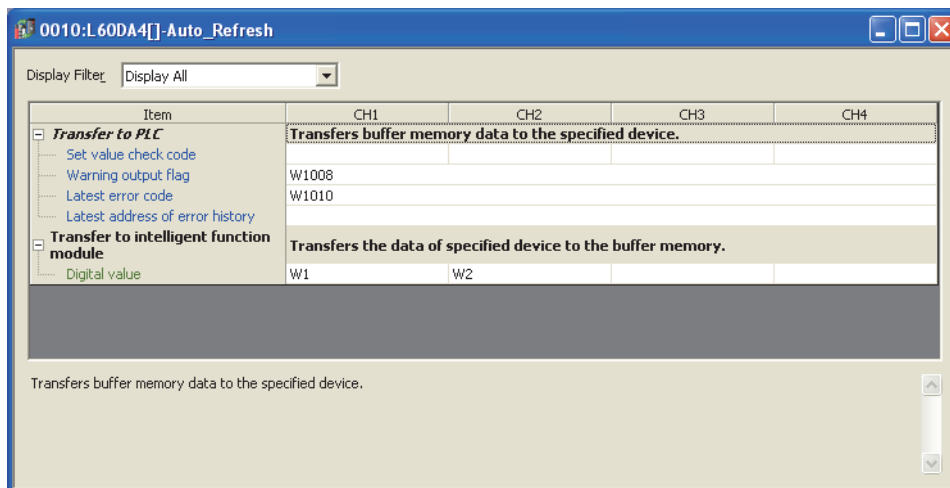 0010:L60DA4[]-Auto_Refresh
Display Filter Display All
Item CH1 CH2 CH3 CH4
Transfer to PLC Transfers buffer memory data to the specified device.
Set value check code
Warning output flag W1008
Latest error code W1010
Latest address of error history
Transfer to intelligent function
module Transfers the data of specified device to the buffer memory.
Digital value W1 W2
Transfers buffer memory data to the specified device.